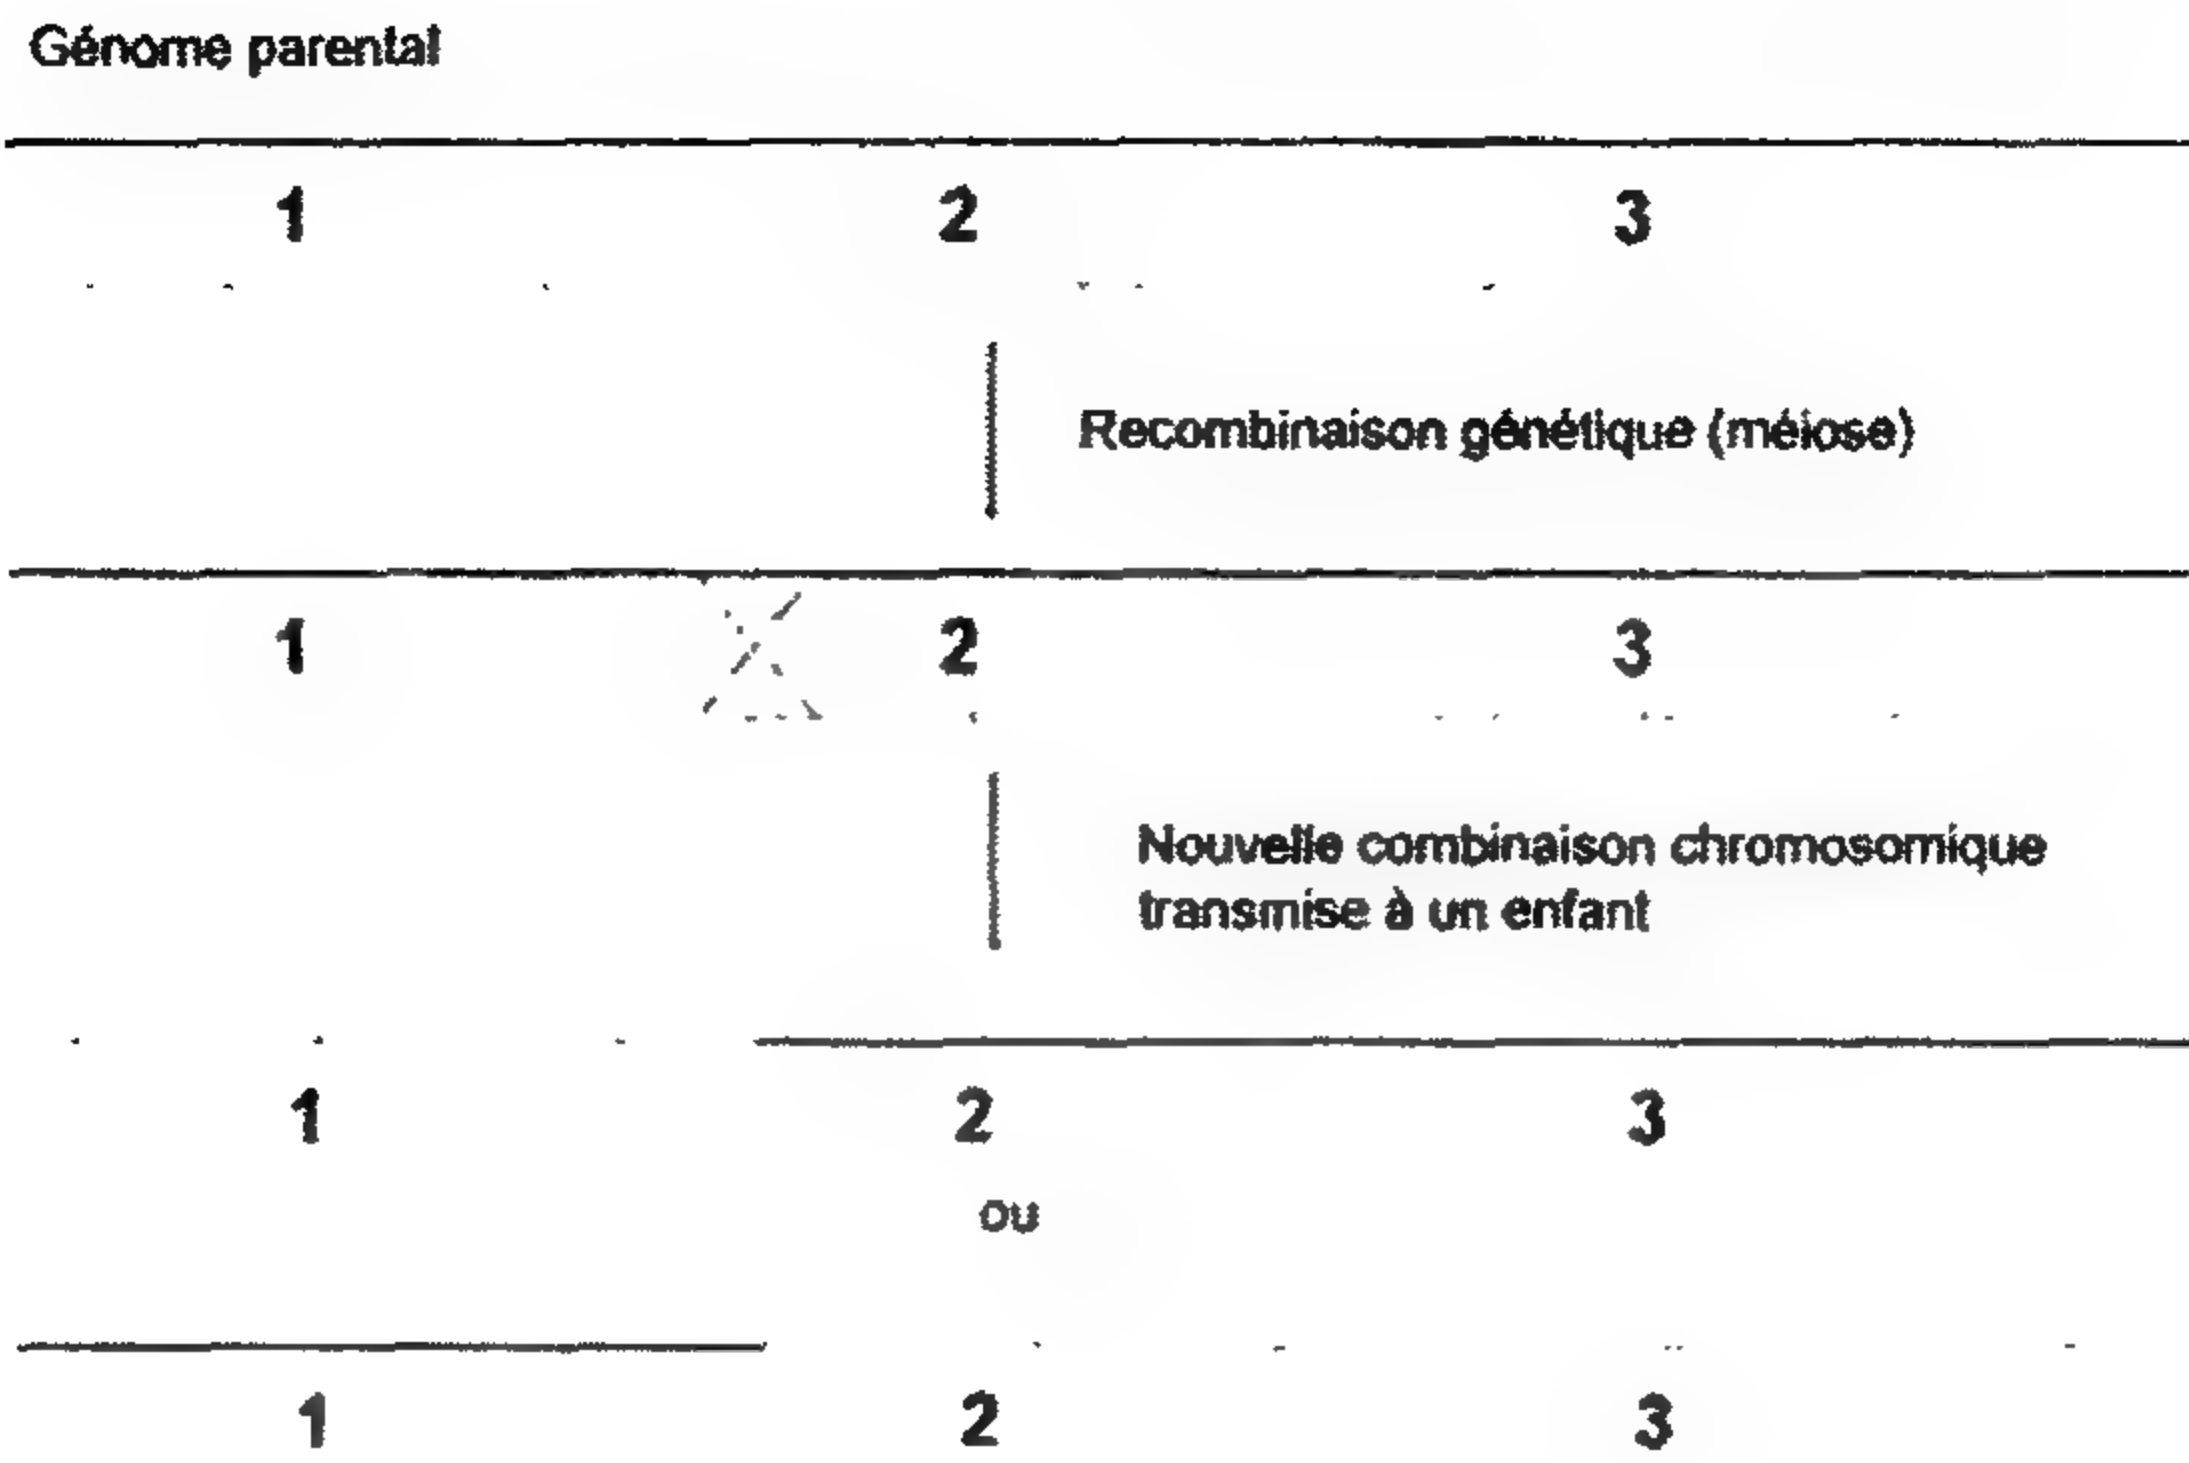 Génome parental
1 2 3
Recombinaison génétique (méiose)
1 2 3
Nouvelle combinaison chromosomique
transmise à un enfant
1 2 3
ou
1 2 3